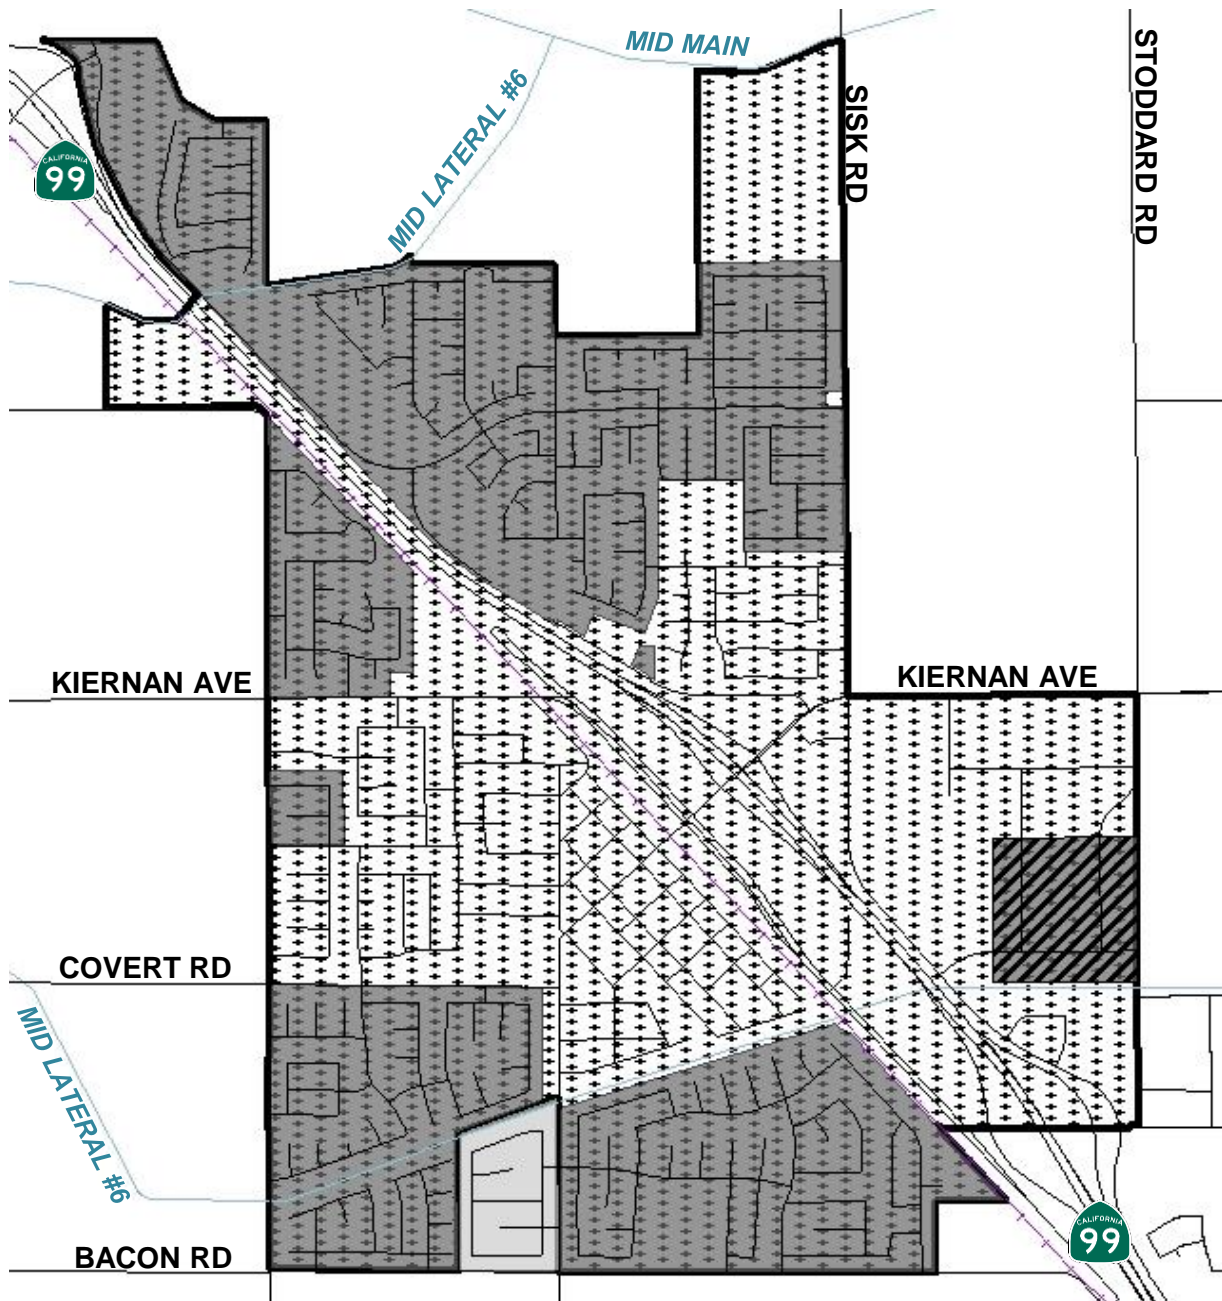 MID MAIN
MID LATERAL #6
SISK RD
STODDARD RD
CALIFORNIA
99
KIERNAN AVE
KIERNAN AVE
COVERT RD
MID LATERAL #6
BACON RD
CALIFORNIA
99